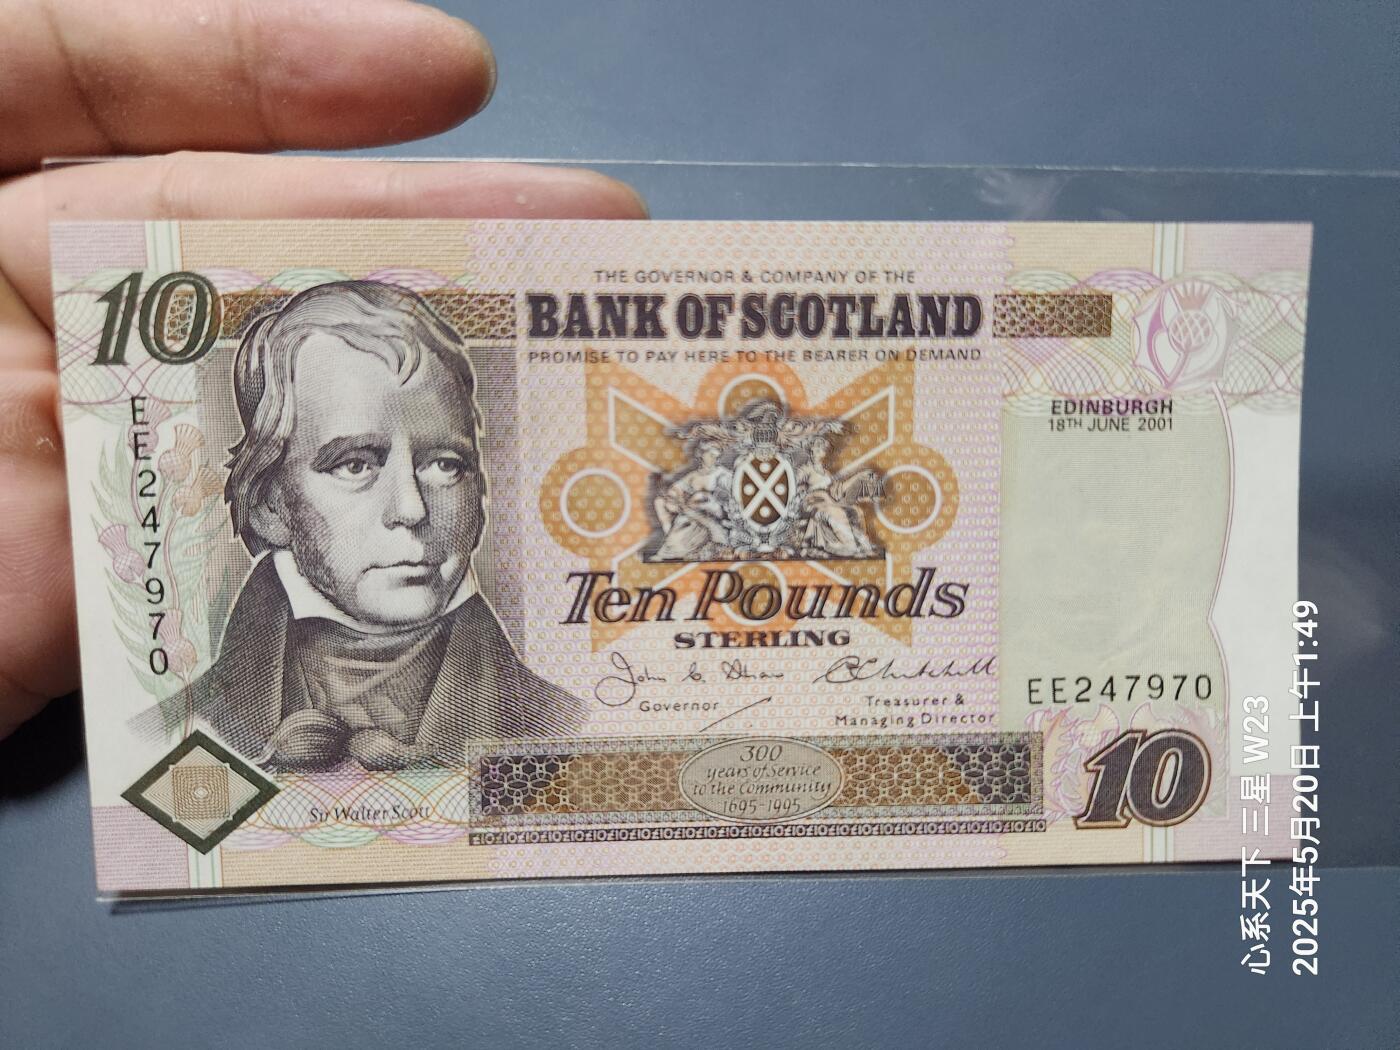 10
THE GOVERNOR & COMPANY OF THE
BANK OF SCOTLAND
PROMISE TO PAY HERE TO THE BEARER ON DEMAND
EDINBURGH
18TH JUNE 2001
EE247970
Ten Pounds
STERLING
Governor
Treasurer &
Managing Director
EE247970
300
years of Service
to the Community
1695-1995
10
Sir Walter Scott
心系天下 三星 W23
2025年5月20日 上午1:49